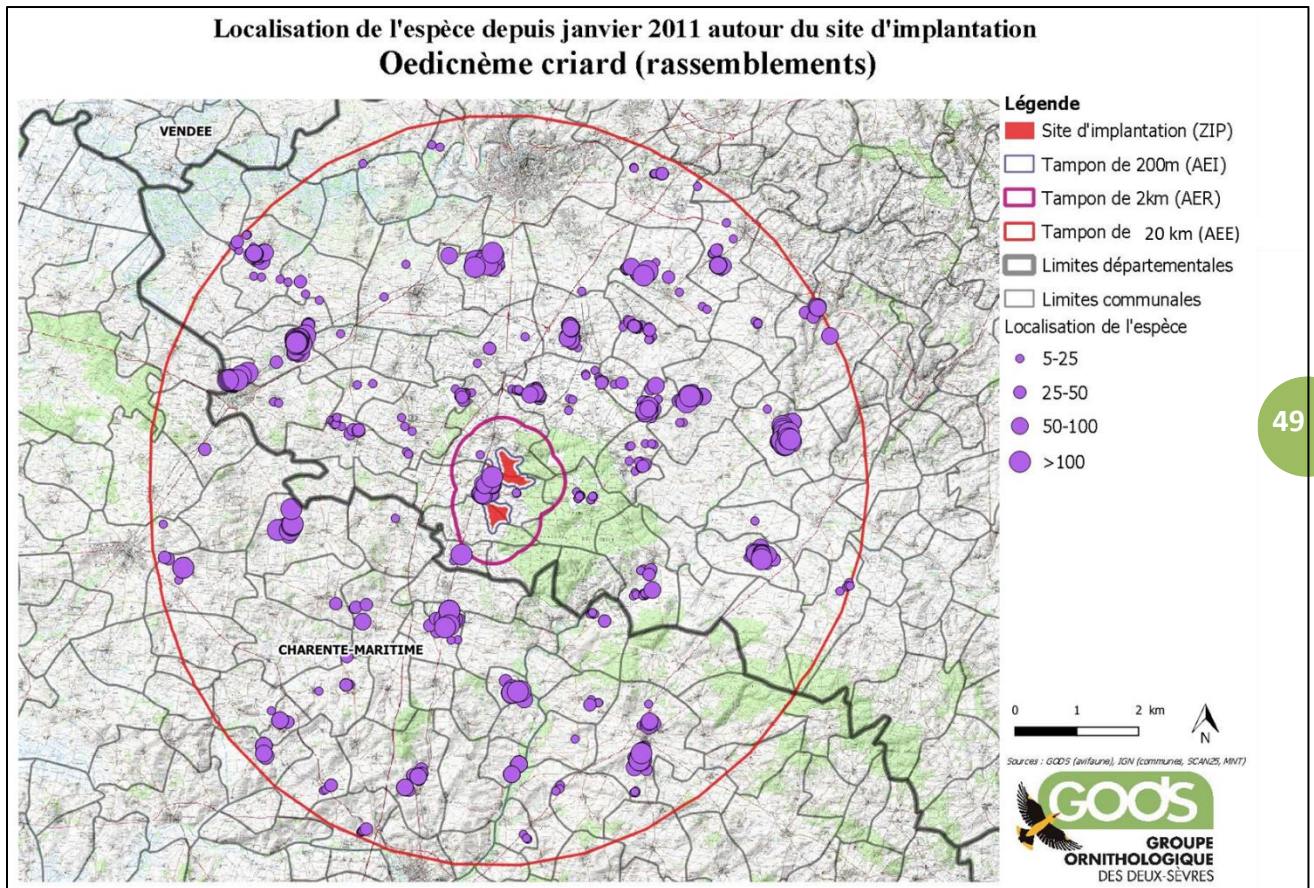 Localisation de l'espèce depuis janvier 2011 autour du site d'implantation
Oedicnème criard (rassemblements)
VENDEE
CHARENTE-MARITIME
Légende
Site d'implantation (ZIP)
Tampon de 200m (AEI)
Tampon de 2km (AER)
Tampon de 20 km (AEE)
Limites départementales
Limites communales
Localisation de l'espèce
5-25
25-50
50-100
>100
49
0 1 2 km
N
Sources : GODS (avifaune), IGN (communes, SCAN25, MNT)
GODS
GROUPE
ORNITHOLOGIQUE
DES DEUX-SÈVRES